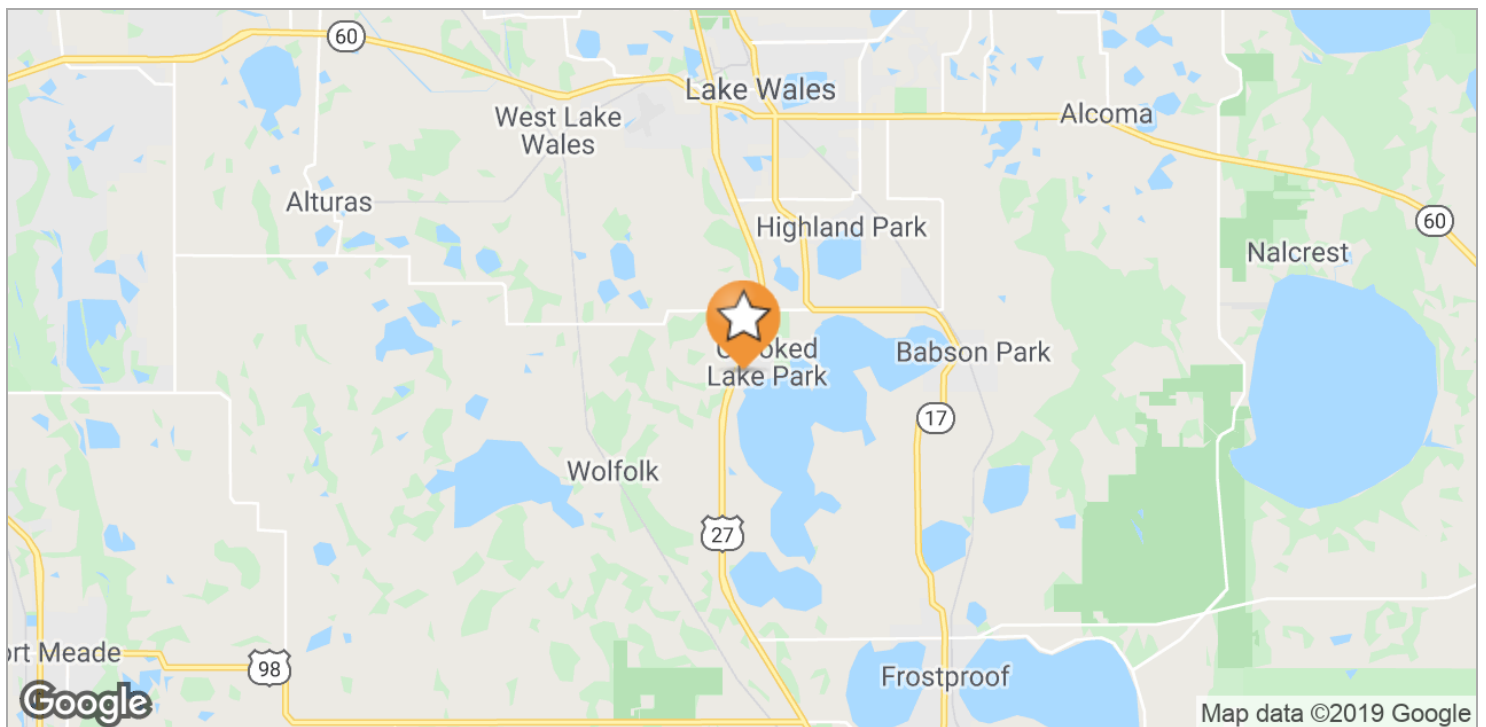 60
Lake Wales
West Lake
Wales
Alcoma
Alturas
60
Highland Park
Nalcrest
Lake Park
Babson Park
17
Wolfolk
27
ort Meade
98
Frostproof
Google
Map data ©2019 Google